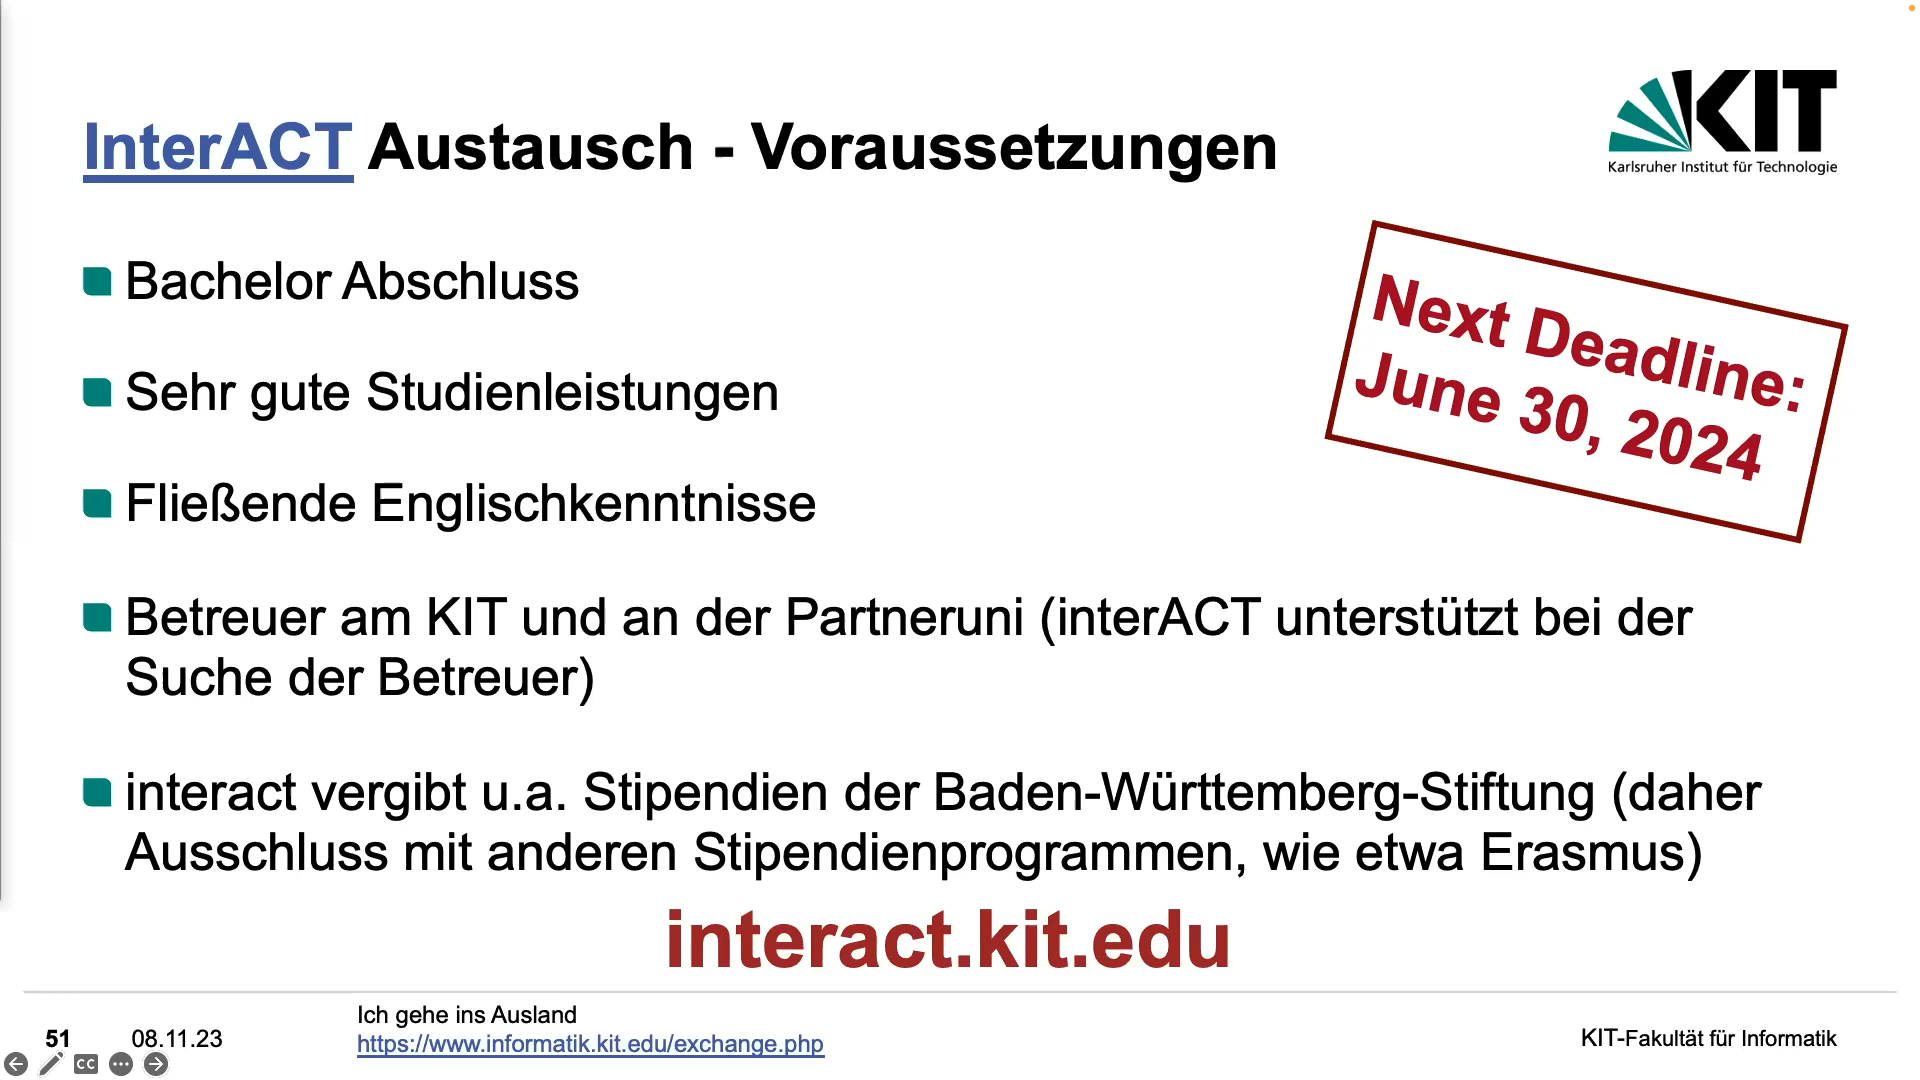 KIT
Karlsruher Institut für Technologie
InterACT Austausch - Voraussetzungen
Next Deadline:
June 30, 2024
Bachelor Abschluss
Sehr gute Studienleistungen
Fließende Englischkenntnisse
Betreuer am KIT und an der Partneruni (interACT unterstützt bei der
Suche der Betreuer)
interact vergibt u.a. Stipendien der Baden-Württemberg-Stiftung (daher
Ausschluss mit anderen Stipendienprogrammen, wie etwa Erasmus)
interact.kit.edu
51
08.11.23
Ich gehe ins Ausland
https://www.informatik.kit.edu/exchange.php
KIT-Fakultät für Informatik
CC